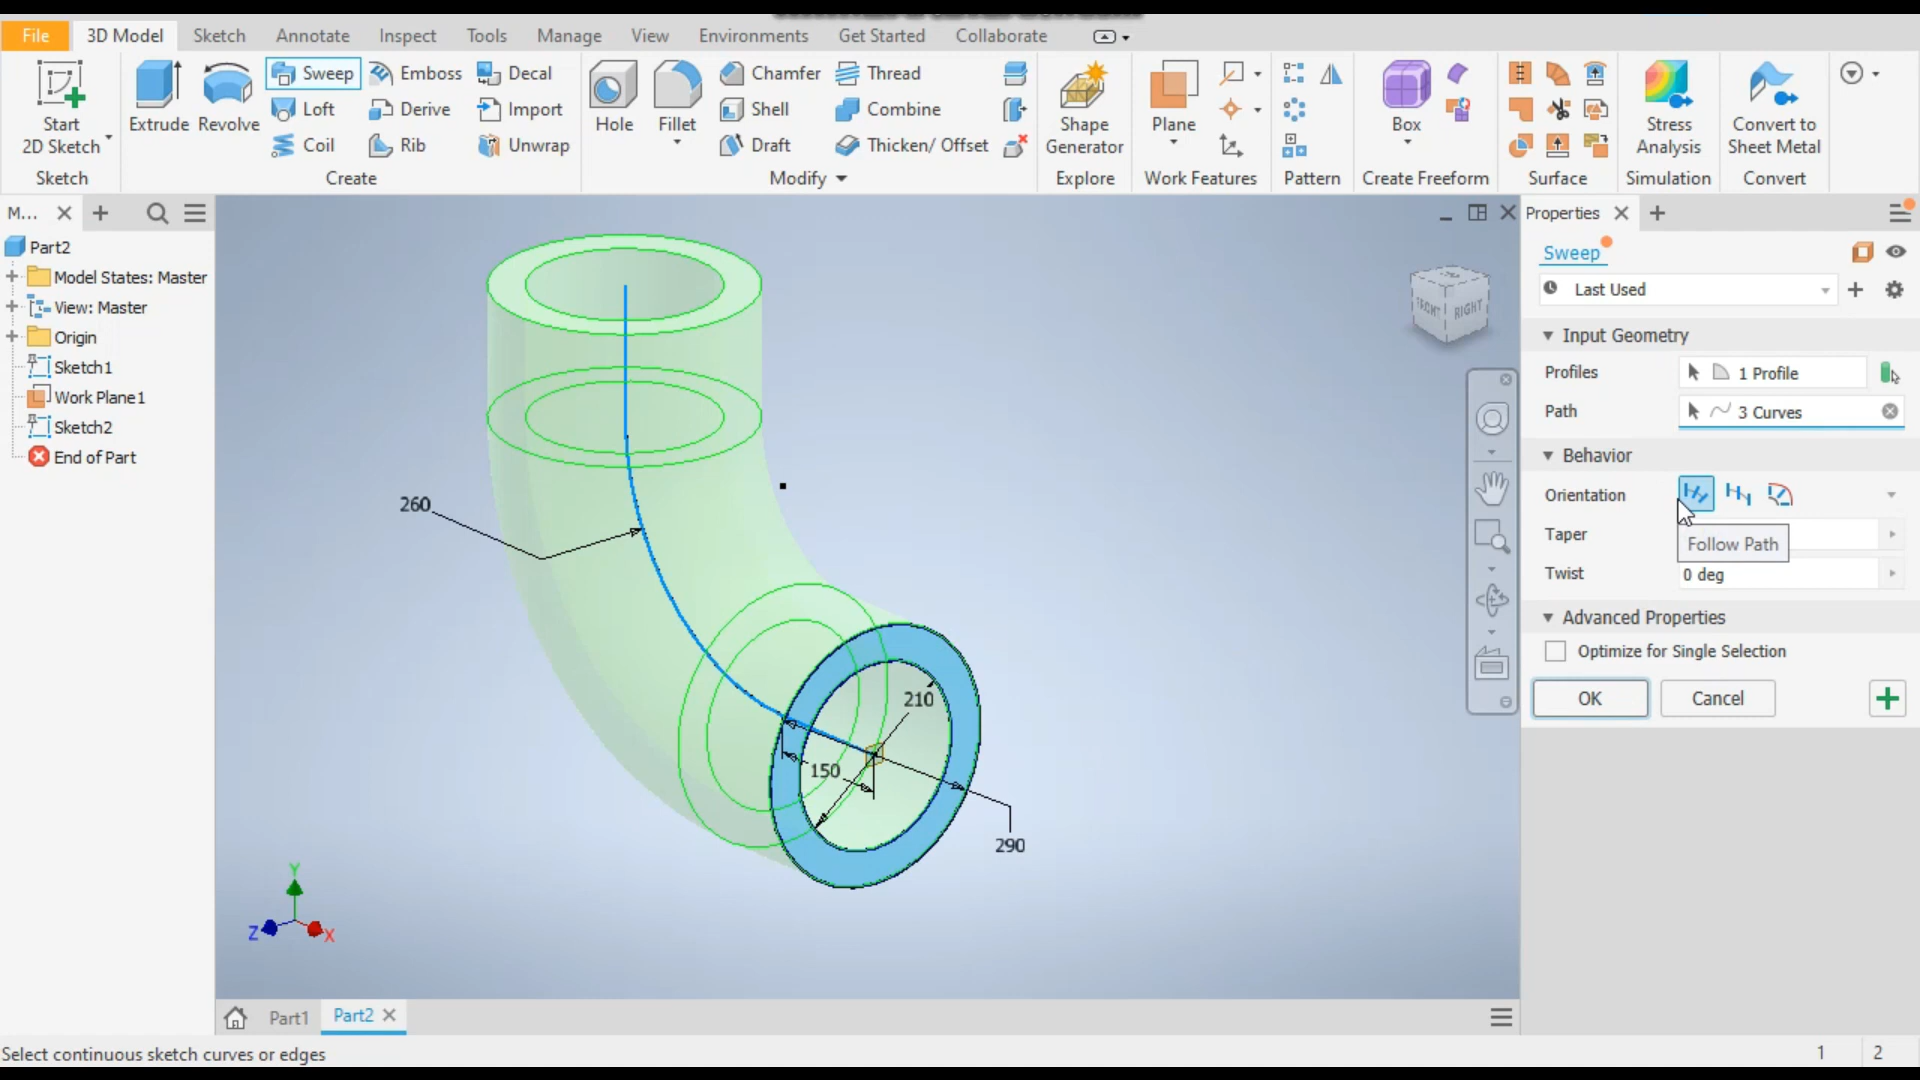 File 3D Model Sketch Annotate Inspect Tools Manage View Environments Get Started Collaborate
Start 2D Sketch
Extrude
Revolve
Sweep
Loft
Coil
Emboss
Derive
Rib
Decal
Import
Unwrap
Hole
Fillet
Chamfer
Shell
Draft
Thread
Combine
Thicken/ Offset
Shape Generator
Plane
Box
Stress Analysis
Convert to Sheet Metal
Sketch Create Modify Explore Work Features Pattern Create Freeform Surface Simulation Convert
M...
Part2
Model States: Master
View: Master
Origin
Sketch1
Work Plane1
Sketch2
End of Part
260
210
150
290
Y
Z
X
FRONT
RIGHT
Properties
Sweep
Last Used
Input Geometry
Profiles 1 Profile
Path 3 Curves
Behavior
Orientation
Taper
Follow Path
Twist 0 deg
Advanced Properties
Optimize for Single Selection
OK Cancel
Part1 Part2
Select continuous sketch curves or edges
1 2